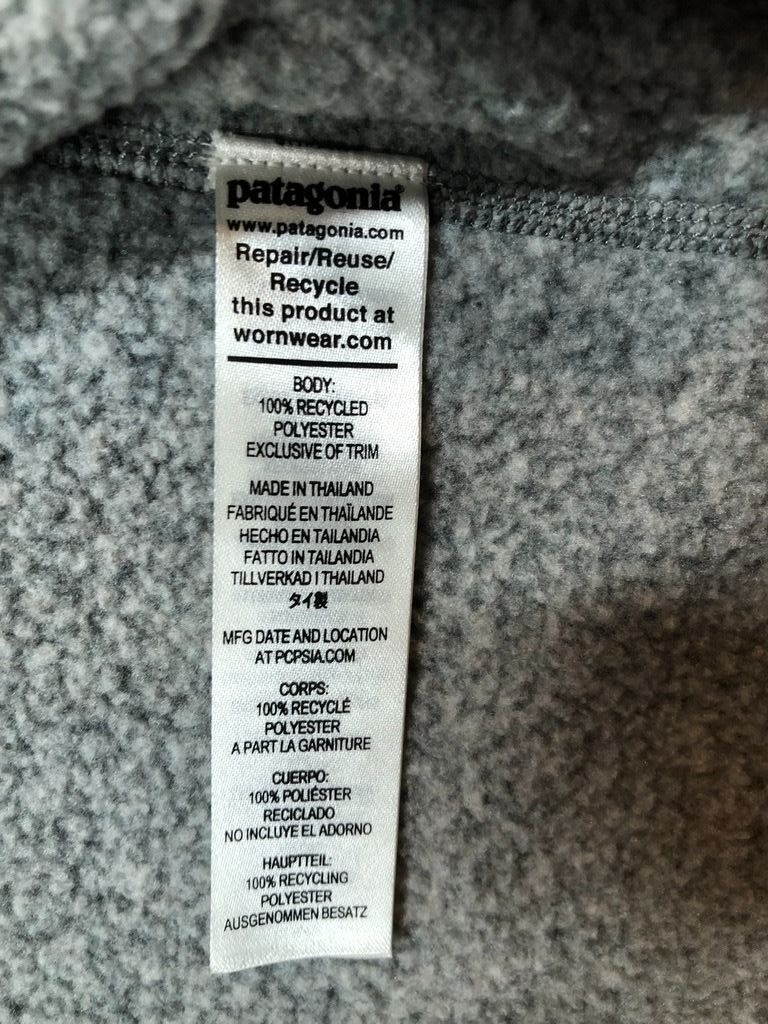 patagonia®
www.patagonia.com
Repair/Reuse/
Recycle
this product at
wornwear.com
BODY:
100% RECYCLED
POLYESTER
EXCLUSIVE OF TRIM
MADE IN THAILAND
FABRIQUÉ EN THAÏLANDE
HECHO EN TAILANDIA
FATTO IN TAILANDIA
TILLVERKAD I THAILAND
タイ製
MFG DATE AND LOCATION
AT PCPSIA.COM
CORPS:
100% RECYCLÉ
POLYESTER
A PART LA GARNITURE
CUERPO:
100% POLIÉSTER
RECICLADO
NO INCLUYE EL ADORNO
HAUPTTEIL:
100% RECYCLING
POLYESTER
AUSGENOMMEN BESATZ